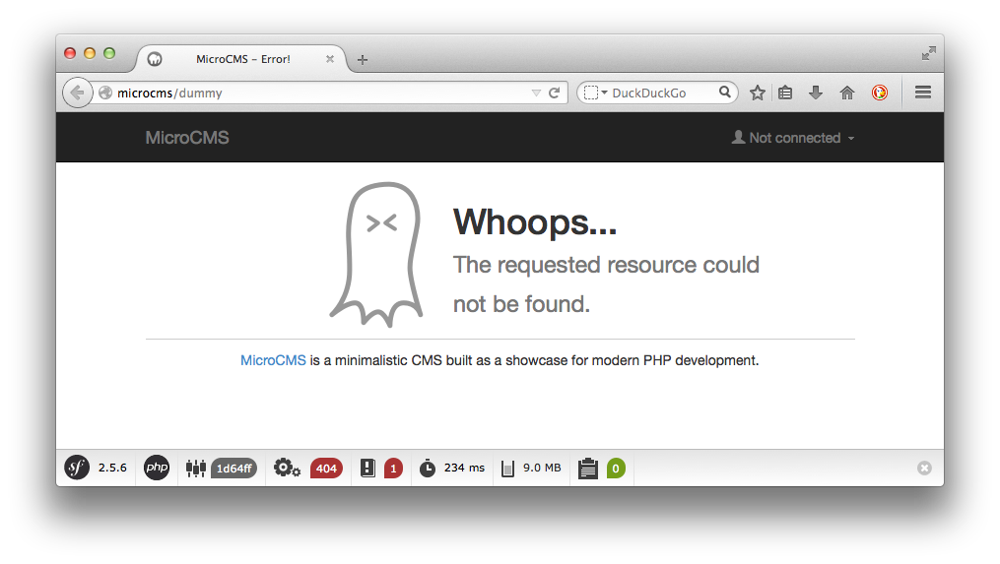 MicroCMS – Error!
microcms/dummy
DuckDuckGo
MicroCMS
Not connected
Whoops...
The requested resource could
not be found.
MicroCMS is a minimalistic CMS built as a showcase for modern PHP development.
sf 2.5.6 php 1d64ff 404 1 234 ms 9.0 MB 0